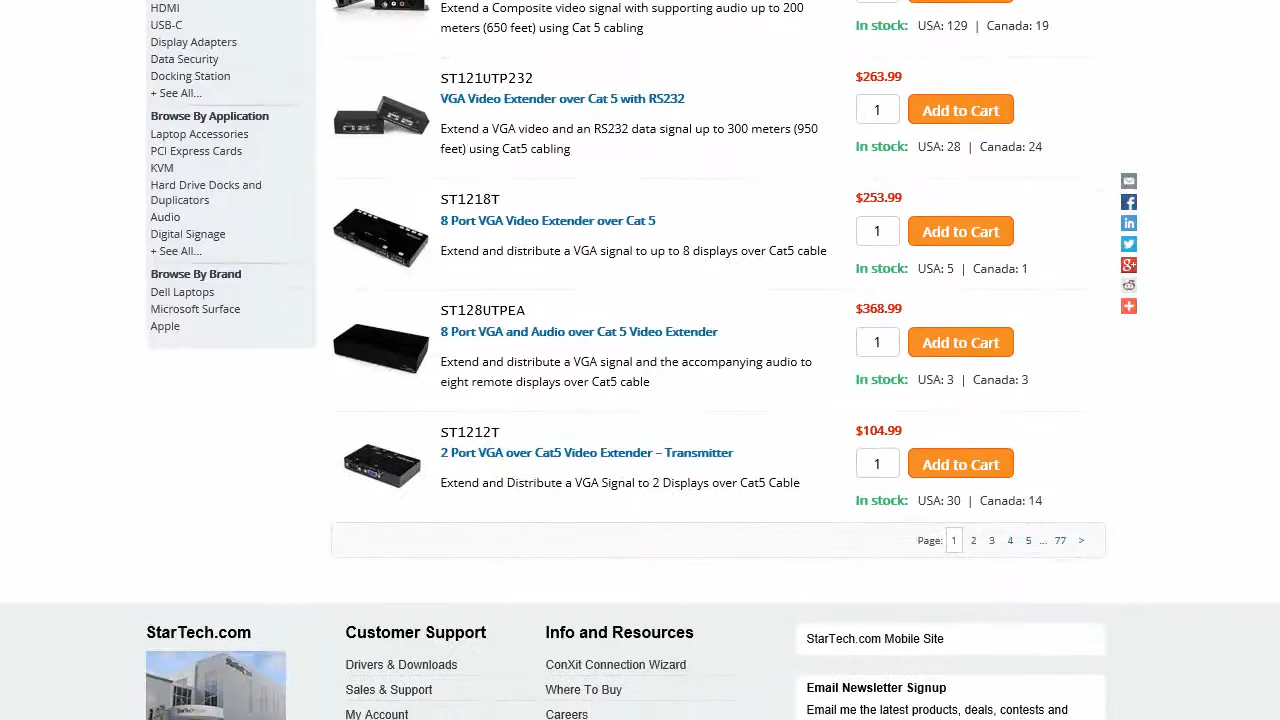 HDMI
USB-C
Display Adapters
Data Security
Docking Station
+ See All...
Browse By Application
Laptop Accessories
PCI Express Cards
KVM
Hard Drive Docks and
Duplicators
Audio
Digital Signage
+ See All...
Browse By Brand
Dell Laptops
Microsoft Surface
Apple
Extend a Composite video signal with supporting audio up to 200
meters (650 feet) using Cat 5 cabling
In stock: USA: 129 | Canada: 19
ST121UTP232
VGA Video Extender over Cat 5 with RS232
Extend a VGA video and an RS232 data signal up to 300 meters (950
feet) using Cat5 cabling
$263.99
1 Add to Cart
In stock: USA: 28 | Canada: 24
ST1218T
8 Port VGA Video Extender over Cat 5
Extend and distribute a VGA signal to up to 8 displays over Cat5 cable
$253.99
1 Add to Cart
In stock: USA: 5 | Canada: 1
ST128UTPEA
8 Port VGA and Audio over Cat 5 Video Extender
Extend and distribute a VGA signal and the accompanying audio to
eight remote displays over Cat5 cable
$368.99
1 Add to Cart
In stock: USA: 3 | Canada: 3
ST1212T
2 Port VGA over Cat5 Video Extender – Transmitter
Extend and Distribute a VGA Signal to 2 Displays over Cat5 Cable
$104.99
1 Add to Cart
In stock: USA: 30 | Canada: 14
Page: 1 2 3 4 5 ... 77 >
StarTech.com
Customer Support
Drivers & Downloads
Sales & Support
My Account
Info and Resources
ConXit Connection Wizard
Where To Buy
Careers
StarTech.com Mobile Site
Email Newsletter Signup
Email me the latest products, deals, contests and